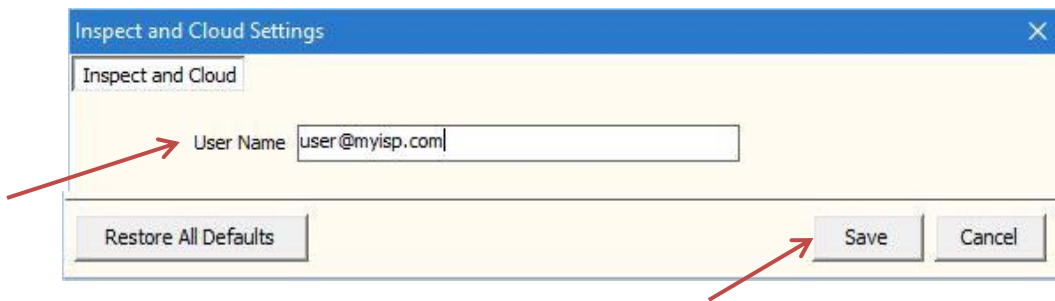 Inspect and Cloud Settings
Inspect and Cloud
User Name user@myisp.com
Restore All Defaults Save Cancel